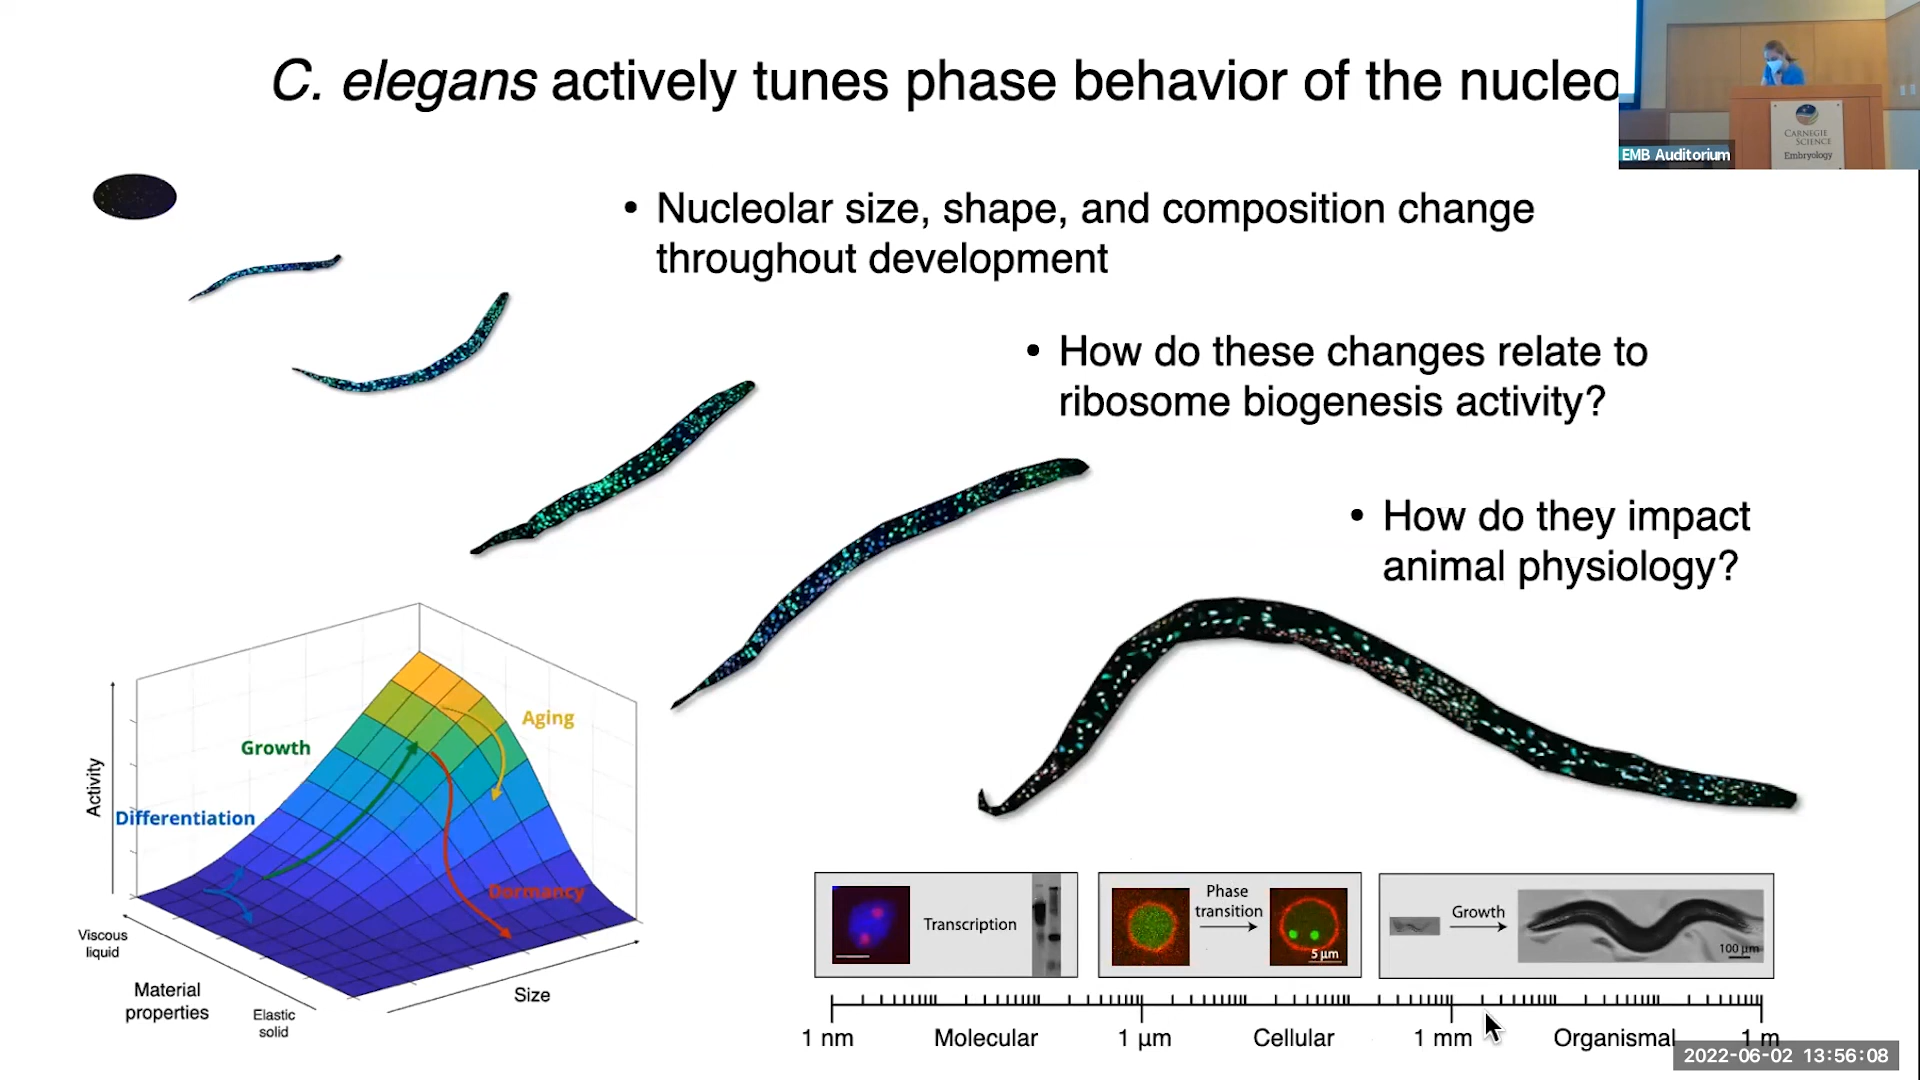 C. elegans actively tunes phase behavior of the nucleo
EMB Auditorium
CARNEGIE
SCIENCE
Embryology
• Nucleolar size, shape, and composition change
throughout development
• How do these changes relate to
ribosome biogenesis activity?
• How do they impact
animal physiology?
Activity
Growth
Aging
Differentiation
Dormancy
Viscous
liquid
Material
properties
Elastic
solid
Size
Transcription
Phase
transition
5 µm
Growth
100 µm
1 nm
Molecular
1 µm
Cellular
1 mm
Organismal
1 m
2022-06-02 13:56:08